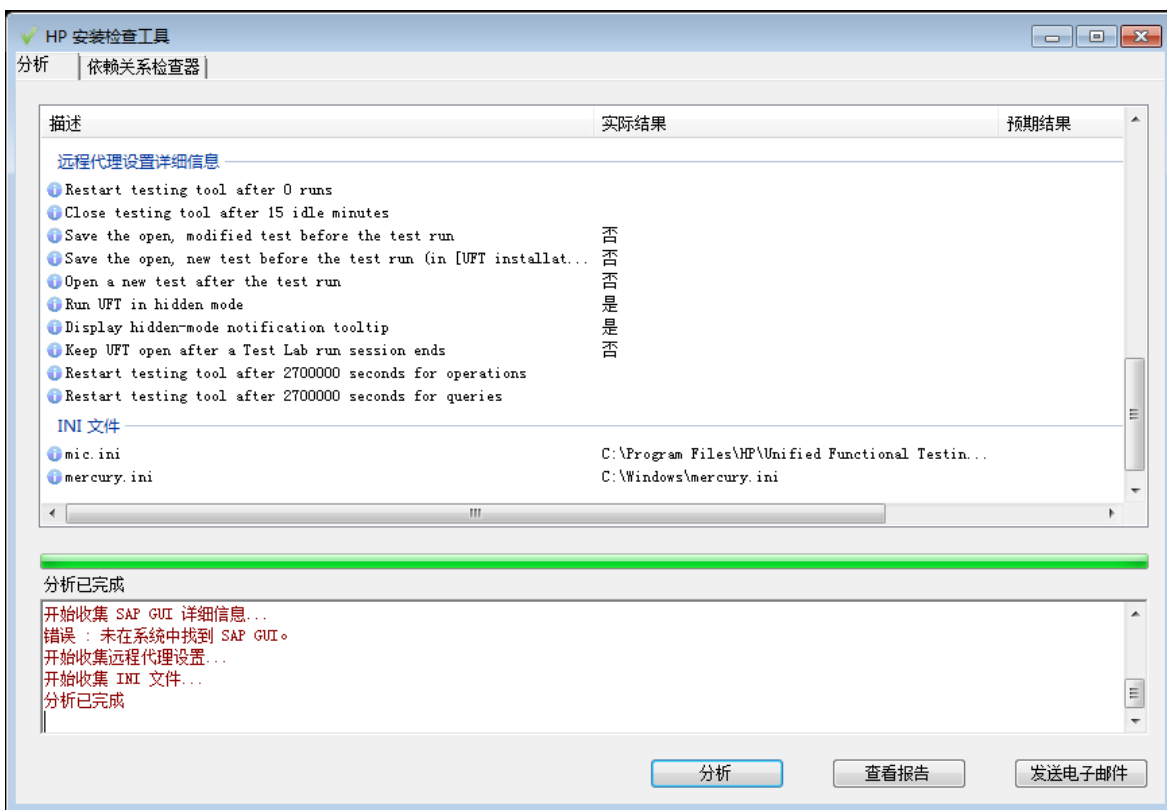 HP 安装检查工具
分析 依赖关系检查器
描述 实际结果 预期结果
远程代理设置详细信息
Restart testing tool after 0 runs
Close testing tool after 15 idle minutes
Save the open, modified test before the test run 否
Save the open, new test before the test run (in [UFT installat... 否
Open a new test after the test run 否
Run UFT in hidden mode 是
Display hidden-mode notification tooltip 是
Keep UFT open after a Test Lab run session ends 否
Restart testing tool after 2700000 seconds for operations
Restart testing tool after 2700000 seconds for queries
INI 文件
mic.ini C:\Program Files\HP\Unified Functional Testin...
mercury.ini C:\Windows\mercury.ini
分析已完成
开始收集 SAP GUI 详细信息...
错误 : 未在系统中找到 SAP GUI。
开始收集远程代理设置...
开始收集 INI 文件...
分析已完成
分析 查看报告 发送电子邮件